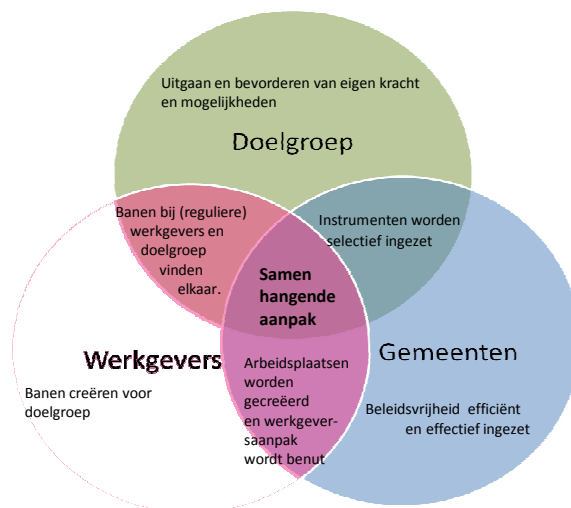 Uitgaan en bevorderen van eigen kracht
en mogelijkheden
Doelgroep
Banen bij (reguliere)
werkgevers en
doelgroep
vinden
elkaar.
Instrumenten worden
selectief ingezet
Samen
hangende
aanpak
Werkgevers
Gemeenten
Banen creëren voor
doelgroep
Arbeidsplaatsen
worden
gecreëerd
en werkgever-
saanpak
wordt benut
Beleidsvrijheid efficiënt
en effectief ingezet